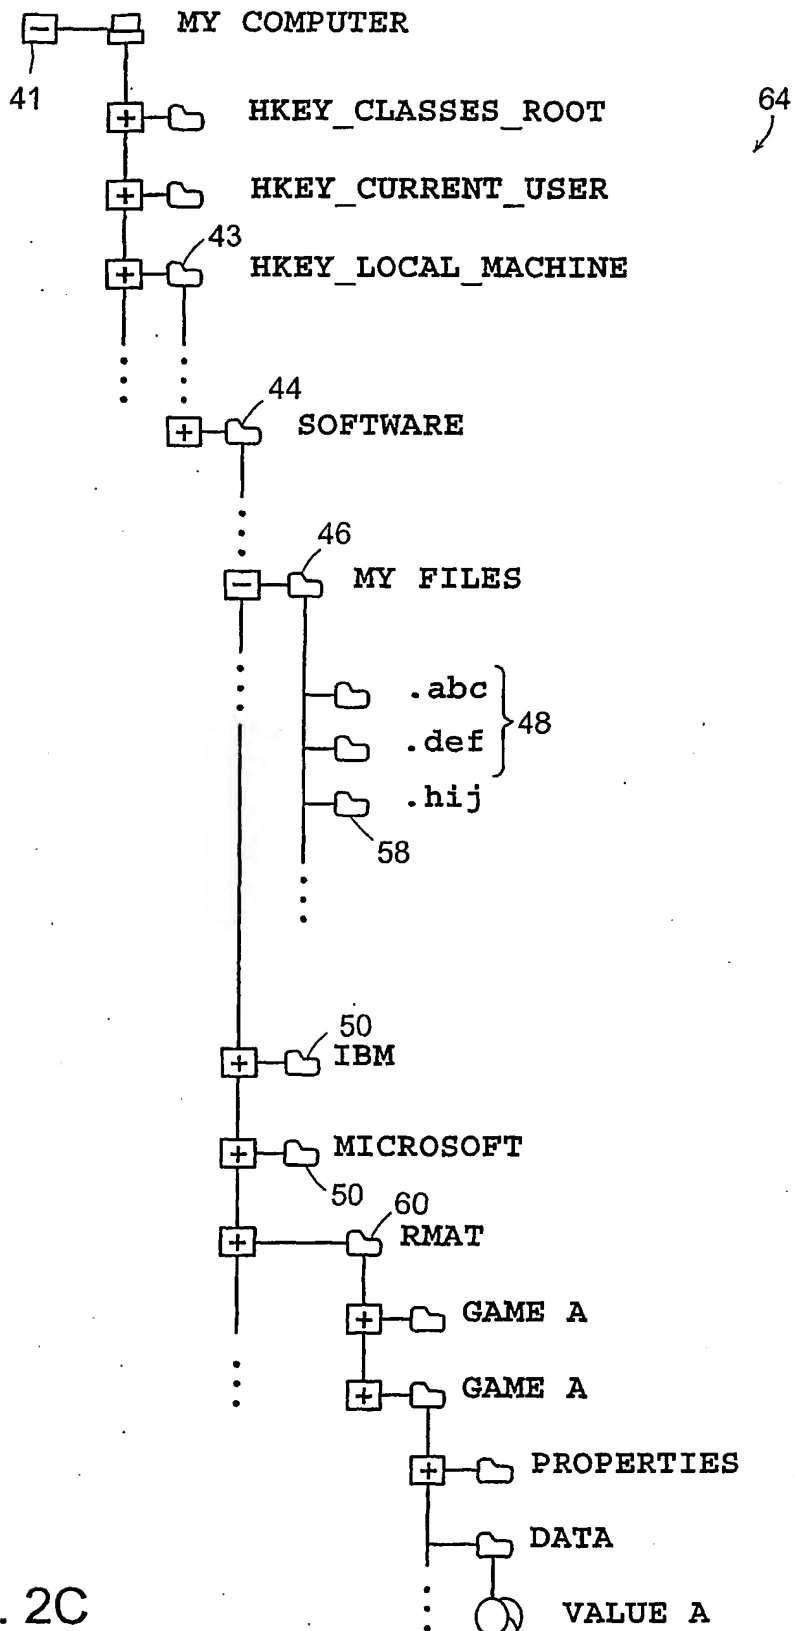 MY COMPUTER
41
HKEY_CLASSES_ROOT
64
HKEY_CURRENT_USER
43
HKEY_LOCAL_MACHINE
44
SOFTWARE
46
MY FILES
.abc
48
.def
.hij
58
50
IBM
MICROSOFT
50
60
RMAT
GAME A
GAME A
PROPERTIES
DATA
. 2C
VALUE A